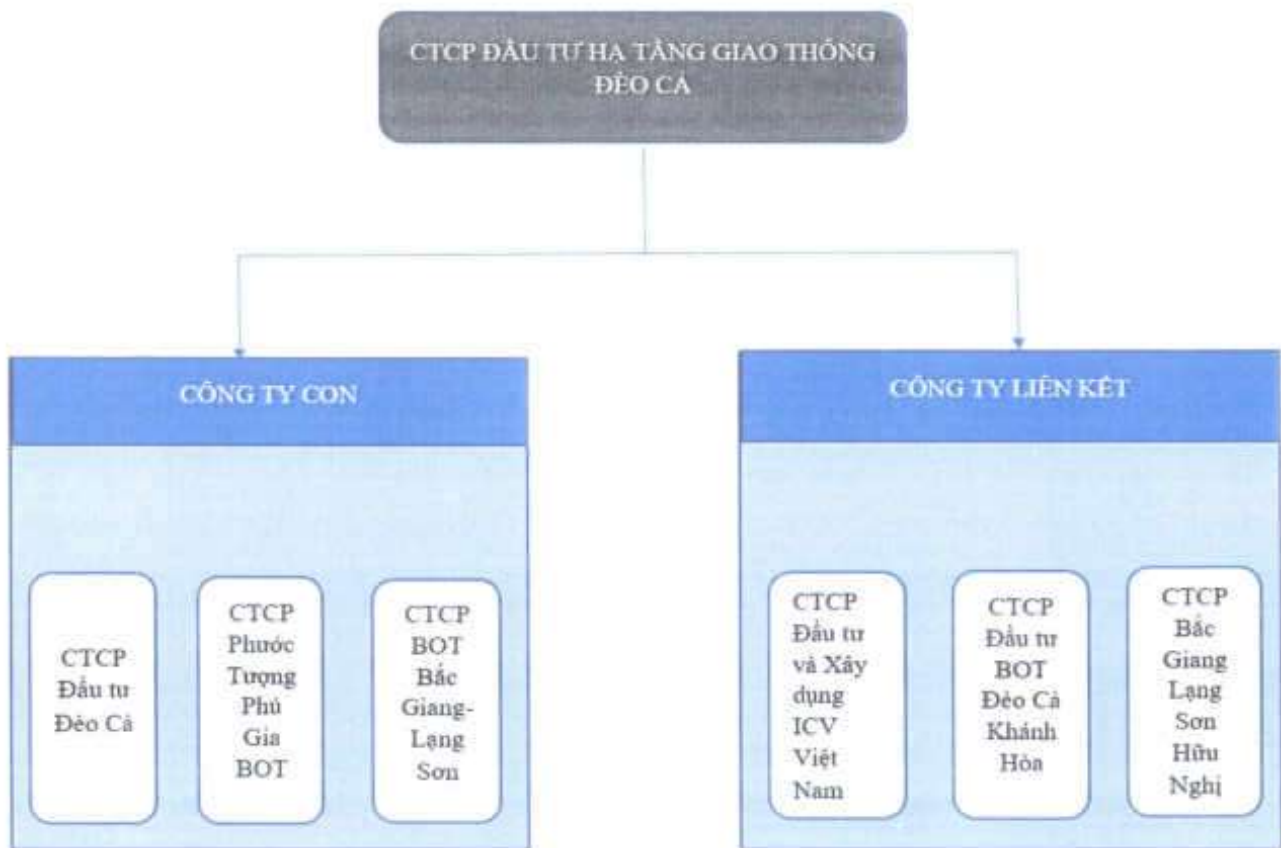 CTCP ĐẦU TƯ HẠ TẦNG GIAO THÔNG
ĐÈO CẢ
CÔNG TY CON
CTCP
Đầu tư
Đèo Cả
CTCP
Phước
Tượng
Phú
Gia
BOT
CTCP
BOT
Bắc
Giang-
Lạng
Sơn
CÔNG TY LIÊN KẾT
CTCP
Đầu tư
và Xây
dụng
ICV
Việt
Nam
CTCP
Đầu tư
BOT
Đèo Cả
Khánh
Hòa
CTCP
Bắc
Giang
Lạng
Sơn
Hữu
Nghị